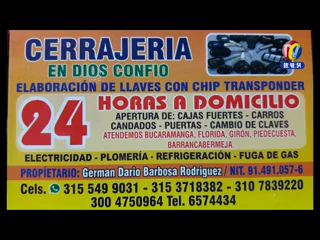 CERRAJERIA
EN DIOS CONFIO
ELABORACIÓN DE LLAVES CON CHIP TRANSPONDER
24 HORAS A DOMICILIO
APERTURA DE: CAJAS FUERTES - CARROS
CANDADOS - PUERTAS - CAMBIO DE CLAVES
ATENDEMOS BUCARAMANGA, FLORIDA, GIRÓN, PIEDECUESTA,
BARRANCABERMEJA.
ELECTRICIDAD - PLOMERÍA - REFRIGERACIÓN - FUGA DE GAS
PROPIETARIO: German Dario Barbosa Rodríguez / NIT. 91.491.057-6
Cels. 315 549 9031 - 315 3718382 - 310 7839220
300 4750964 Tel. 6574434